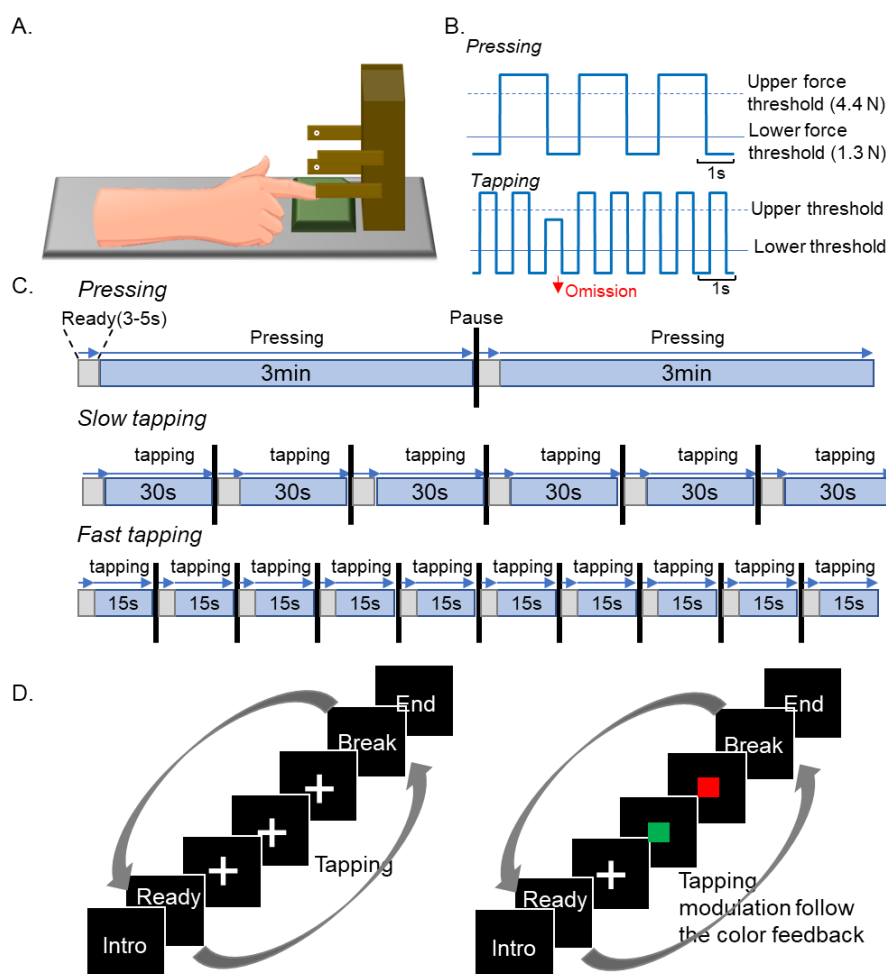 A.
B.
Pressing
Upper force
threshold (4.4 N)
Lower force
threshold (1.3 N)
1s
Tapping
Upper threshold
Lower threshold
Omission
1s
C.
Pressing
Ready(3-5s)
Pressing
Pause
Pressing
3min
3min
Slow tapping
tapping tapping tapping tapping tapping tapping
30s 30s 30s 30s 30s 30s
Fast tapping
tapping tapping tapping tapping tapping tapping tapping tapping tapping tapping
15s 15s 15s 15s 15s 15s 15s 15s 15s 15s
D.
End
Break
Tapping
Ready
Intro
End
Break
Tapping
modulation follow
the color feedback
Ready
Intro